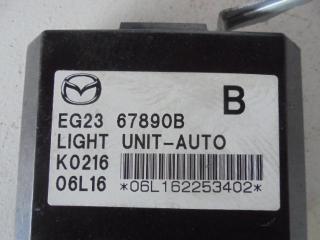 EG23 67890B B
LIGHT UNIT-AUTO
K0216
06L16 *06L162253402*